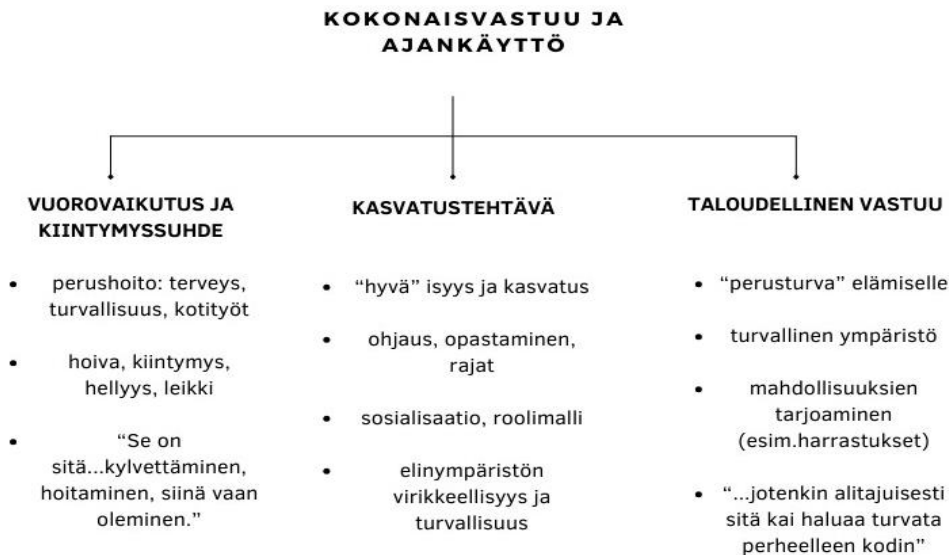 KOKONAISVASTUU JA
AJANKÄYTTÖ
VUOROVAIKUTUS JA
KIINTYMYSSUHDE
• perushoito: terveys,
turvallisuus, kotityöt
• hoiva, kiintymys,
hellyys, leikki
• “Se on
sitä...kylvettäminen,
hoitaminen, siinä vaan
oleminen.”
KASVATUSTEHTÄVÄ
• “hyvä” isyys ja kasvatus
• ohjaus, opastaminen,
rajat
• sosialisaatio, roolimalli
• elinympäristön
virikkeellisyys ja
turvallisuus
TALOUDELLINEN VASTUU
• “perusturva” elämiselle
• turvallinen ympäristö
• mahdollisuuksien
tarjoaminen
(esim.harrastukset)
• “...jotenkin alitajuisesti
sitä kai haluaa turvata
perheelleen kodin”